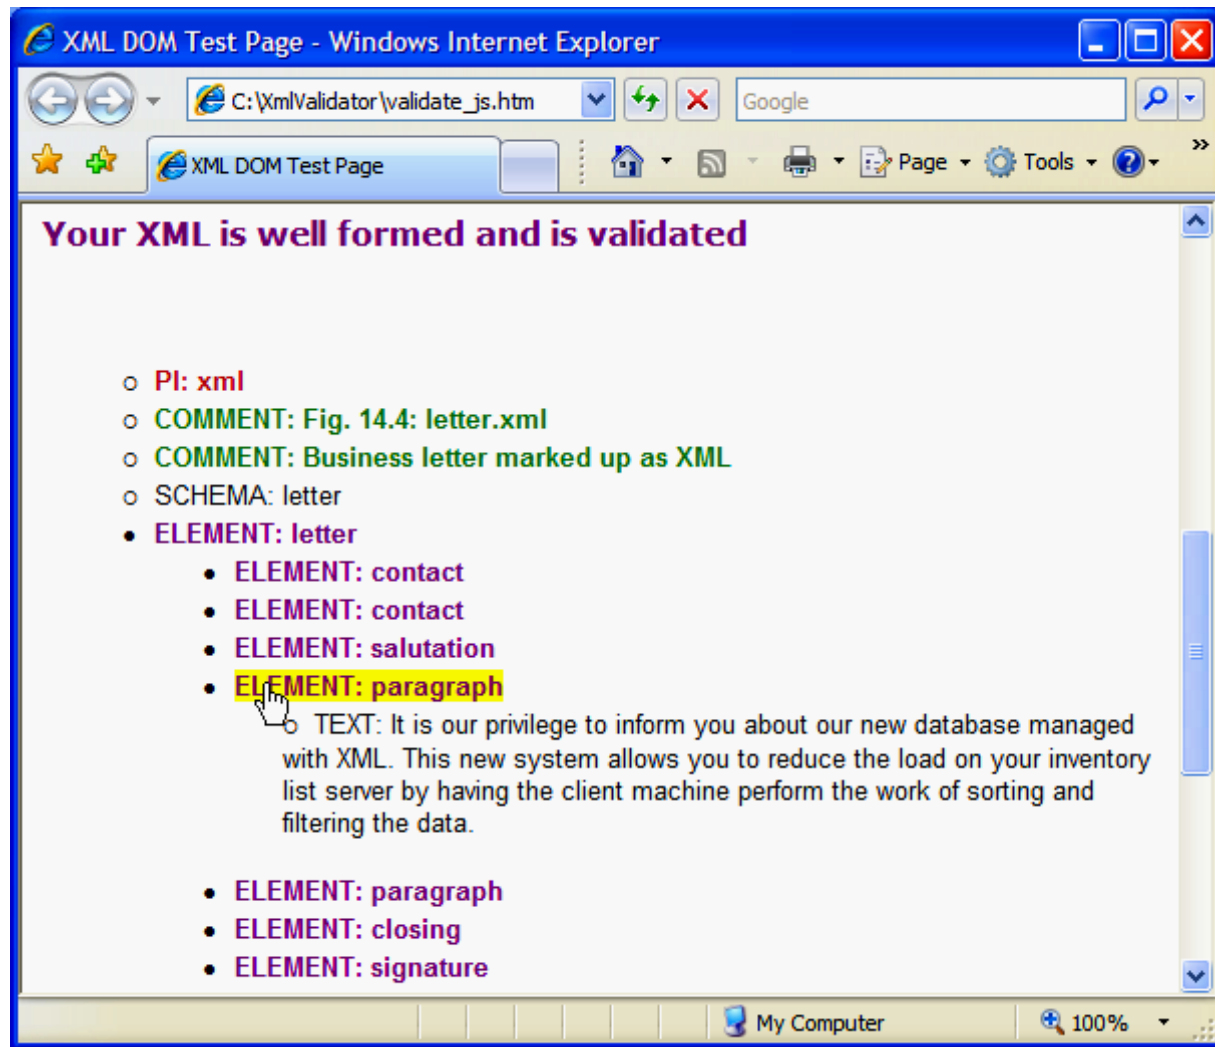 XML DOM Test Page - Windows Internet Explorer
C:\XmlValidator\validate_js.htm
Google
XML DOM Test Page
Page
Tools
Your XML is well formed and is validated
PI: xml
COMMENT: Fig. 14.4: letter.xml
COMMENT: Business letter marked up as XML
SCHEMA: letter
ELEMENT: letter
ELEMENT: contact
ELEMENT: contact
ELEMENT: salutation
ELEMENT: paragraph
TEXT: It is our privilege to inform you about our new database managed
with XML. This new system allows you to reduce the load on your inventory
list server by having the client machine perform the work of sorting and
filtering the data.
ELEMENT: paragraph
ELEMENT: closing
ELEMENT: signature
My Computer
100%